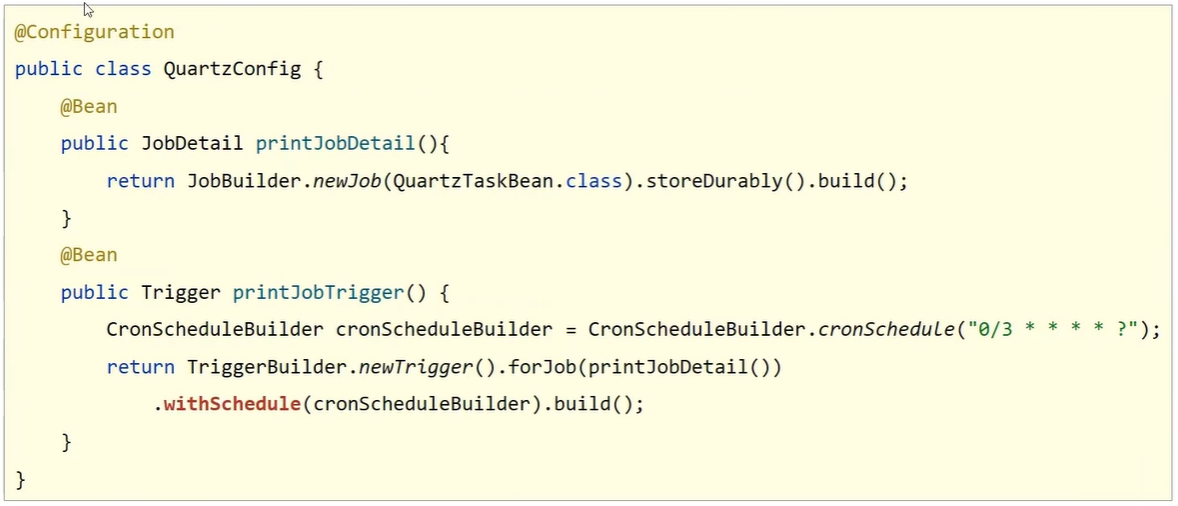 @Configuration
public class QuartzConfig {
    @Bean
    public JobDetail printJobDetail(){
        return JobBuilder.newJob(QuartzTaskBean.class).storeDurably().build();
    }
    @Bean
    public Trigger printJobTrigger() {
        CronScheduleBuilder cronScheduleBuilder = CronScheduleBuilder.cronSchedule("0/3 * * * * ?");
        return TriggerBuilder.newTrigger().forJob(printJobDetail())
            .withSchedule(cronScheduleBuilder).build();
    }
}